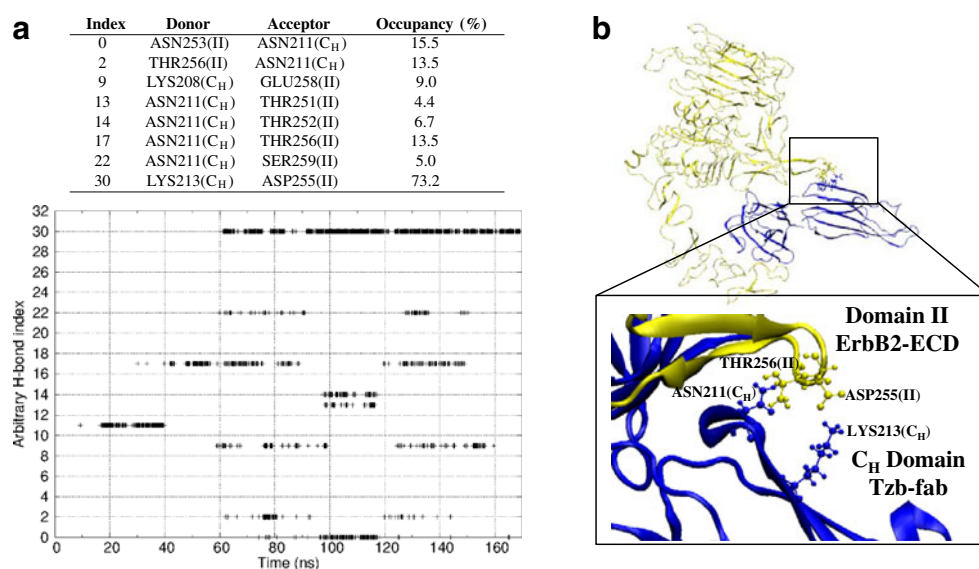 a
Index Donor Acceptor Occupancy (%)
0 ASN253(II) ASN211(CH) 15.5
2 THR256(II) ASN211(CH) 13.5
9 LYS208(CH) GLU258(II) 9.0
13 ASN211(CH) THR251(II) 4.4
14 ASN211(CH) THR252(II) 6.7
17 ASN211(CH) THR256(II) 13.5
22 ASN211(CH) SER259(II) 5.0
30 LYS213(CH) ASP255(II) 73.2
32
30
28
26
24
22
20
18
16
14
12
10
8
6
4
2
0
Arbitrary H-bond index
0 20 40 60 80 100 120 140 160
Time (ns)
b
Domain II
ErbB2-ECD
THR256(II)
ASN211(CH)
ASP255(II)
LYS213(CH)
CH Domain
Tzb-fab